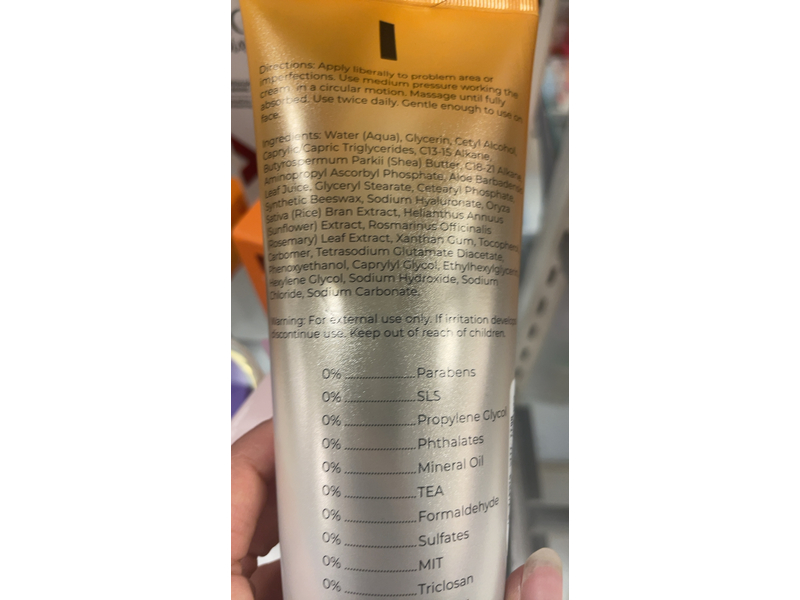 Directions: Apply liberally to problem area or
imperfections. Use medium pressure working the
cream, in a circular motion. Massage until fully
absorbed. Use twice daily. Gentle enough to use on
face.
Ingredients: Water (Aqua), Glycerin, Cetyl Alcohol,
Caprylic/Capric Triglycerides, C13-15 Alkane,
Butyrospermum Parkii (Shea) Butter, C18-21 Alkane,
Aminopropyl Ascorbyl Phosphate, Aloe Barbadens
Leaf Juice, Glyceryl Stearate, Cetearyl Phosphate,
Synthetic Beeswax, Sodium Hyaluronate, Oryza
Sativa (Rice) Bran Extract, Helianthus Annuus
(Sunflower) Extract, Rosmarinus Officinalis
(Rosemary) Leaf Extract, Xanthan Gum, Tocophero
Carbomer, Tetrasodium Glutamate Diacetate,
Phenoxyethanol, Caprylyl Glycol, Ethylhexylglycerin
Hexylene Glycol, Sodium Hydroxide, Sodium
Chloride, Sodium Carbonate.
Warning: For external use only. If irritation develops
discontinue use. Keep out of reach of children.
0% ........................ Parabens
0% ........................ SLS
0% ........................ Propylene Glycol
0% ........................ Phthalates
0% ........................ Mineral Oil
0% ........................ TEA
0% ........................ Formaldehyde
0% ........................ Sulfates
0% ........................ MIT
0% ........................ Triclosan